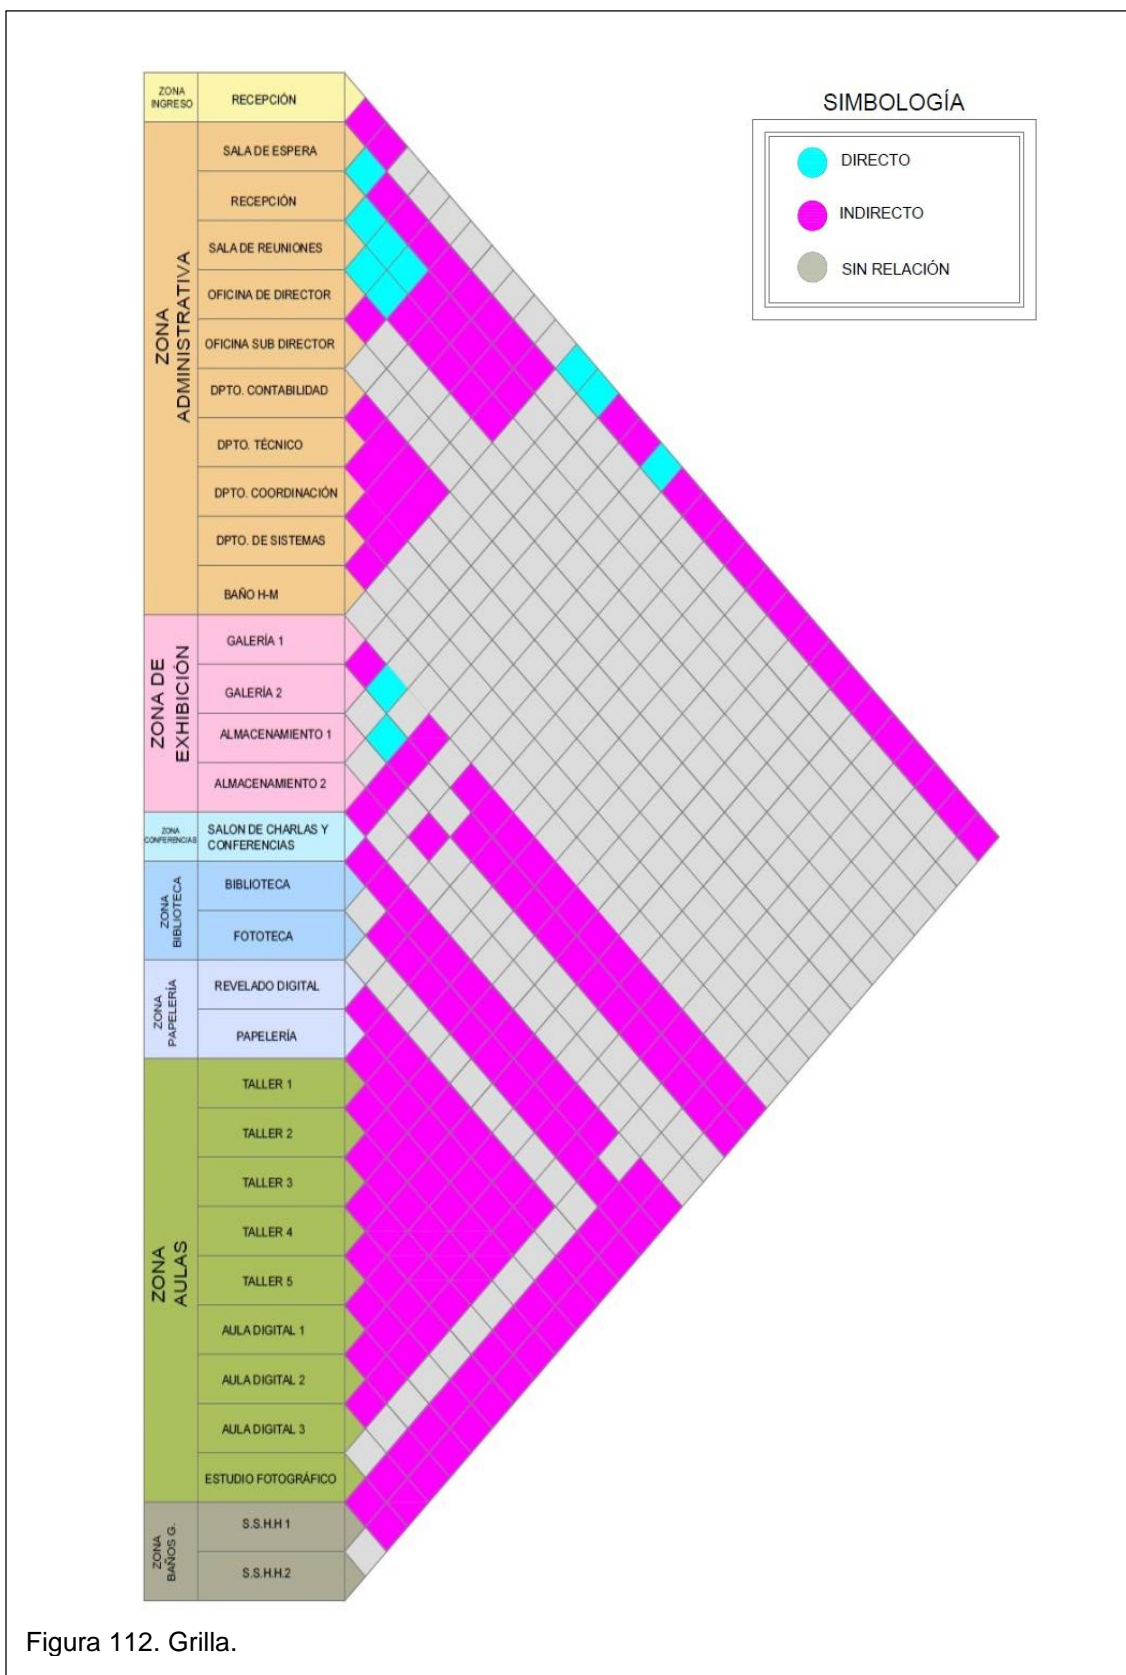 ZONA
INGRESO
RECEPCIÓN
SIMBOLOGÍA
DIRECTO
INDIRECTO
SIN RELACIÓN
ZONA
ADMINISTRATIVA
SALA DE ESPERA
RECEPCIÓN
SALA DE REUNIONES
OFICINA DE DIRECTOR
OFICINA SUB DIRECTOR
DPTO. CONTABILIDAD
DPTO. TÉCNICO
DPTO. COORDINACIÓN
DPTO. DE SISTEMAS
BAÑO H-M
ZONA DE
EXHIBICIÓN
GALERÍA 1
GALERÍA 2
ALMACENAMIENTO 1
ALMACENAMIENTO 2
ZONA
CONFERENCIAS
SALON DE CHARLAS Y
CONFERENCIAS
ZONA
BIBLIOTECA
BIBLIOTECA
FOTOTECA
ZONA
PAPELERÍA
REVELADO DIGITAL
PAPELERÍA
ZONA
AULAS
TALLER 1
TALLER 2
TALLER 3
TALLER 4
TALLER 5
AULA DIGITAL 1
AULA DIGITAL 2
AULA DIGITAL 3
ESTUDIO FOTOGRÁFICO
ZONA
BAÑOS G.
S.S.H.H 1
S.S.H.H.2
Figura 112. Grilla.